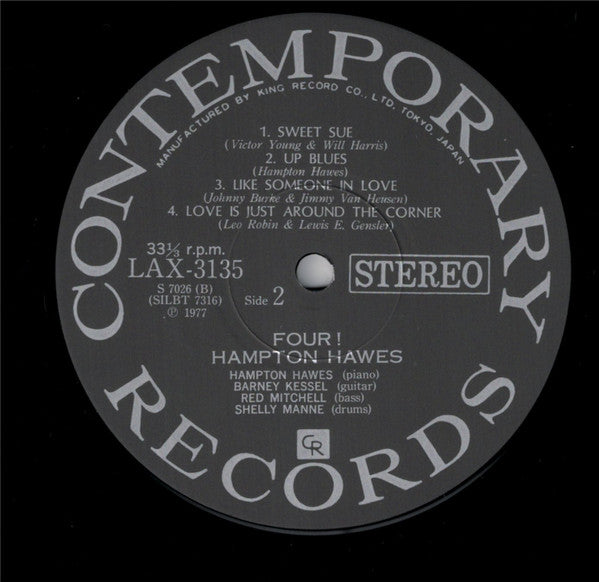 CONTEMPORARY
MANUFACTURED BY KING RECORD CO., LTD. TOKYO. JAPAN
1. SWEET SUE
(Victor Young & Will Harris)
2. UP BLUES
(Hampton Hawes)
3. LIKE SOMEONE IN LOVE
(Johnny Burke & Jimmy Van Heusen)
4. LOVE IS JUST AROUND THE CORNER
(Leo Robin & Lewis E. Gensler)
33⅓ r.p.m.
LAX-3135
S 7026 (B)
(SILBT 7316)
℗ 1977
Side 2
STEREO
FOUR!
HAMPTON HAWES
HAMPTON HAWES (piano)
BARNEY KESSEL (guitar)
RED MITCHELL (bass)
SHELLY MANNE (drums)
CR
RECORDS